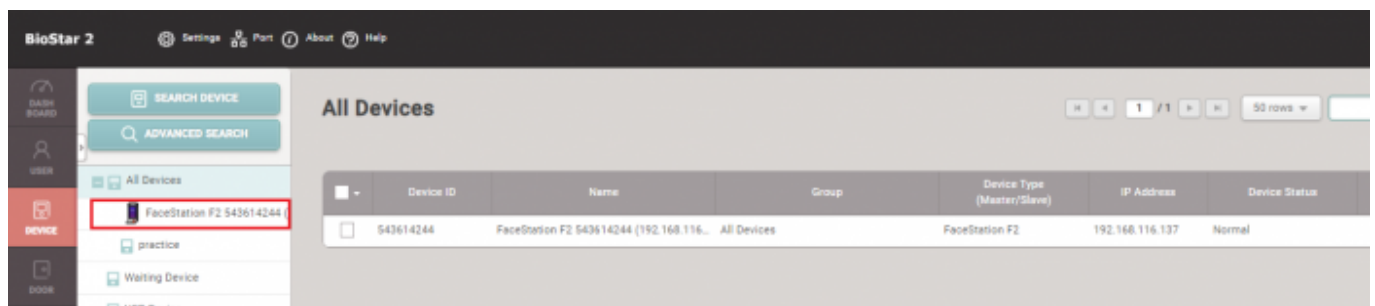 BioStar 2 Settings Port About Help
DASH BOARD
USER
DEVICE
DOOR
SEARCH DEVICE
ADVANCED SEARCH
All Devices
FaceStation F2 543614244 (
practice
Waiting Device
All Devices
1 / 1 50 rows
Device ID Name Group Device Type (Master/Slave) IP Address Device Status
543614244 FaceStation F2 543614244 (192.168.116... All Devices FaceStation F2 192.168.116.137 Normal